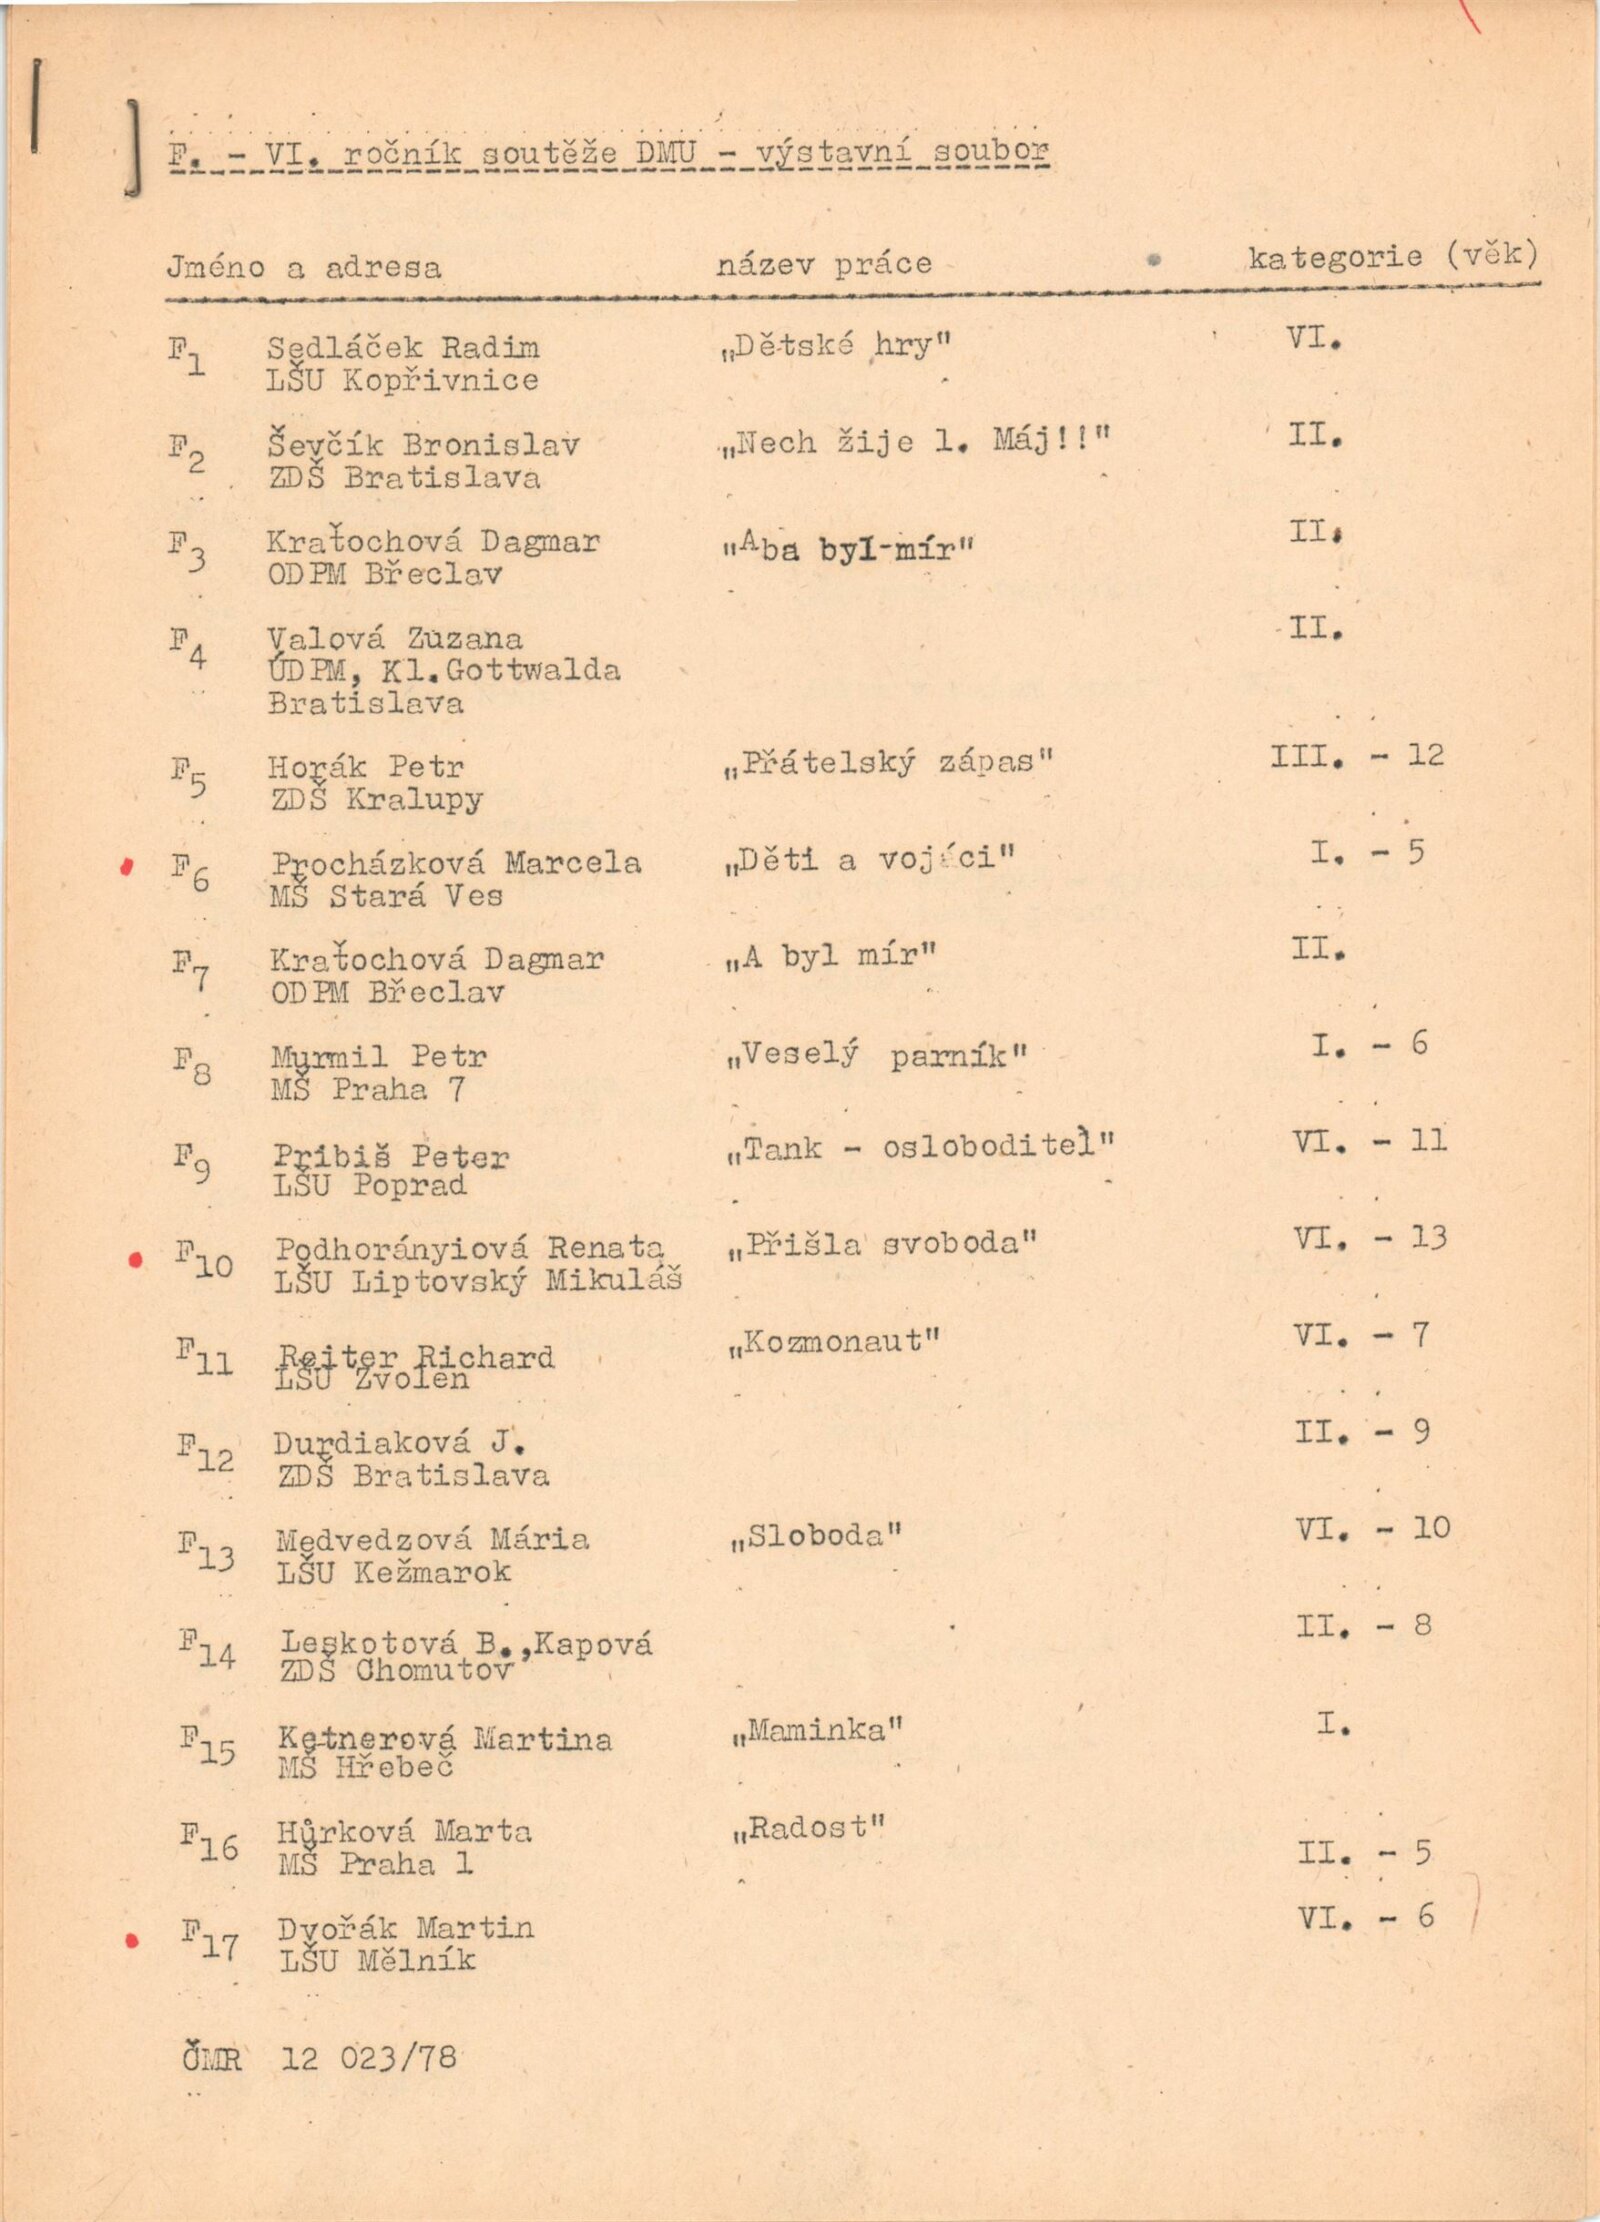 F. - VI. ročník soutěže DMU - výstavní soubor
Jméno a adresa název práce kategorie (věk)
F1 Sedláček Radim „Dětské hry" VI.
LŠU Kopřivnice
F2 Ševčík Bronislav „Nech žije 1. Máj!!" II.
ZDŠ Bratislava
F3 Kraťochová Dagmar "Aba byl mír" II.
ODPM Břeclav
F4 Valová Zuzana II.
ÚDPM, Kl.Gottwalda
Bratislava
F5 Horák Petr „Přátelský zápas" III. - 12
ZDŠ Kralupy
F6 Procházková Marcela „Děti a vojáci" I. - 5
MŠ Stará Ves
F7 Kraťochová Dagmar „A byl mír" II.
ODPM Břeclav
F8 Myrmil Petr „Veselý parník" I. - 6
MŠ Praha 7
F9 Pribiš Peter „Tank - osloboditel" VI. - 11
LŠU Poprad
F10 Podhorányiová Renata „Přišla svoboda" VI. - 13
LŠU Liptovský Mikuláš
F11 Reiter Richard „Kozmonaut" VI. - 7
LŠU Zvolen
F12 Durdiaková J. II. - 9
ZDŠ Bratislava
F13 Medvedzová Mária „Sloboda" VI. - 10
LŠU Kežmarok
F14 Leskotová B.,Kapová II. - 8
ZDŠ Chomutov
F15 Ketnerová Martina „Maminka" I.
MŠ Hřebeč
F16 Hůrková Marta „Radost" II. - 5
MŠ Praha 1
F17 Dvořák Martin VI. - 6
LŠU Mělník
ČMR 12 023/78